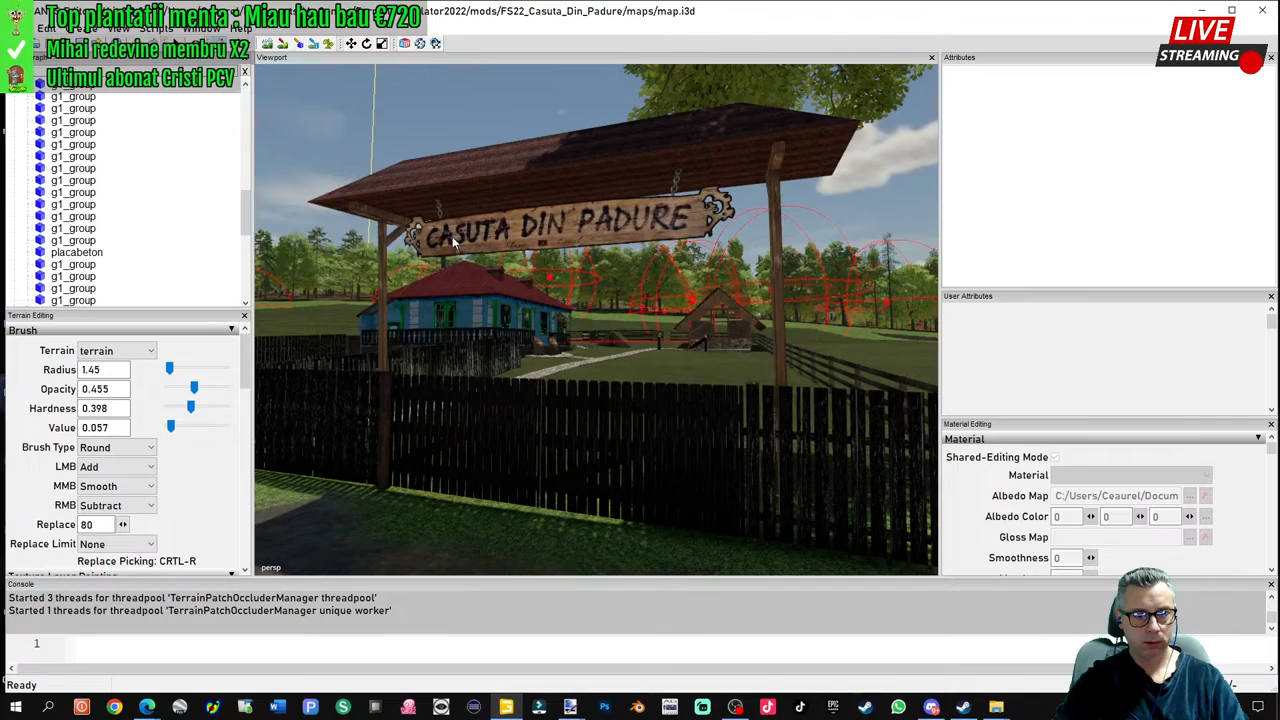 Top plantatii menta : Miau hau bau €720
Mihai redevine membru X2
Ultimul abonat Cristi PCV
lator2022/mods/FS22_Casuta_Din_Padure/maps/map.i3d
LIVE
STREAMING
Viewport
Attributes
g1_group
g1_group
g1_group
g1_group
g1_group
g1_group
g1_group
g1_group
g1_group
g1_group
g1_group
g1_group
g1_group
placabeton
g1_group
g1_group
g1_group
g1_group
CASUTA DIN PADURE
persp
Terrain Editing
Brush
Terrain terrain
Radius 1.45
Opacity 0.455
Hardness 0.398
Value 0.057
Brush Type Round
LMB Add
MMB Smooth
RMB Subtract
Replace 80
Replace Limit None
Replace Picking: CRTL-R
User Attributes
Material Editing
Material
Shared-Editing Mode
Material
Albedo Map C:/Users/Ceaurel/Docum
Albedo Color 0 0 0
Gloss Map
Smoothness 0
Console
Started 3 threads for threadpool 'TerrainPatchOccluderManager threadpool'
Started 1 threads for threadpool 'TerrainPatchOccluderManager unique worker'
1
Ready